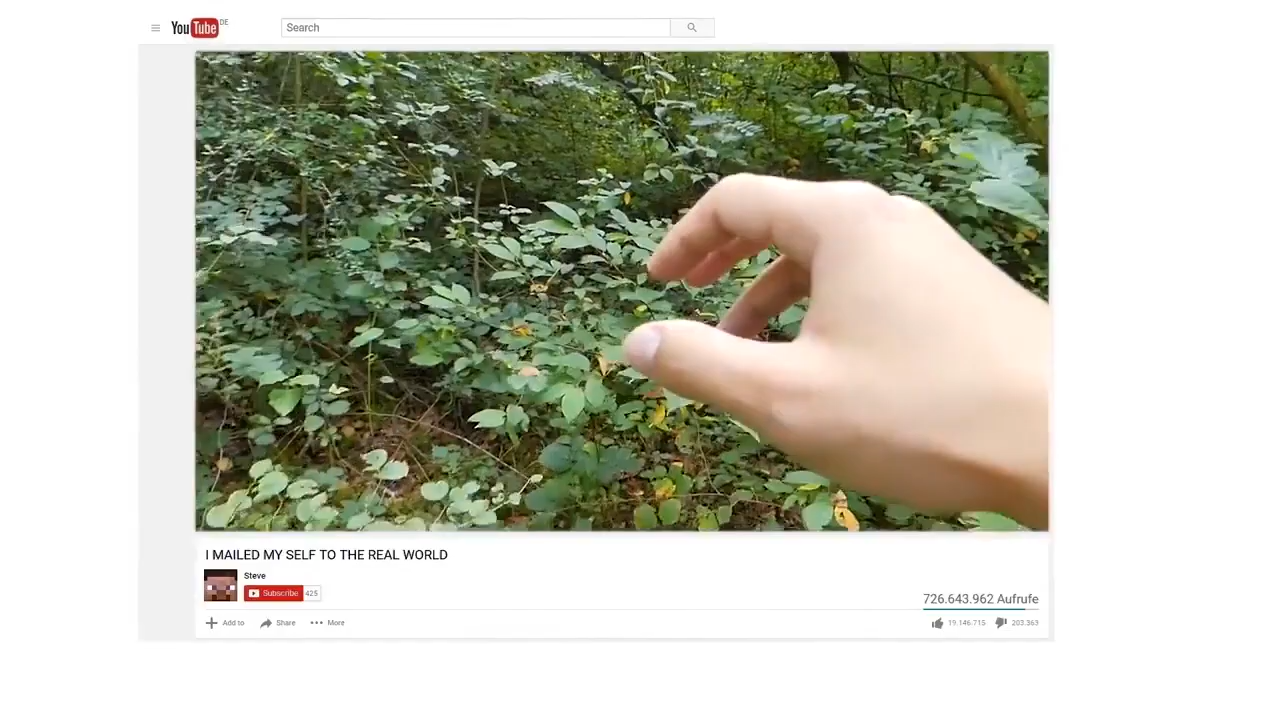 YouTube DE
Search
I MAILED MY SELF TO THE REAL WORLD
Steve
Subscribe 425
726.643.962 Aufrufe
Add to Share More 19.146.715 203.363